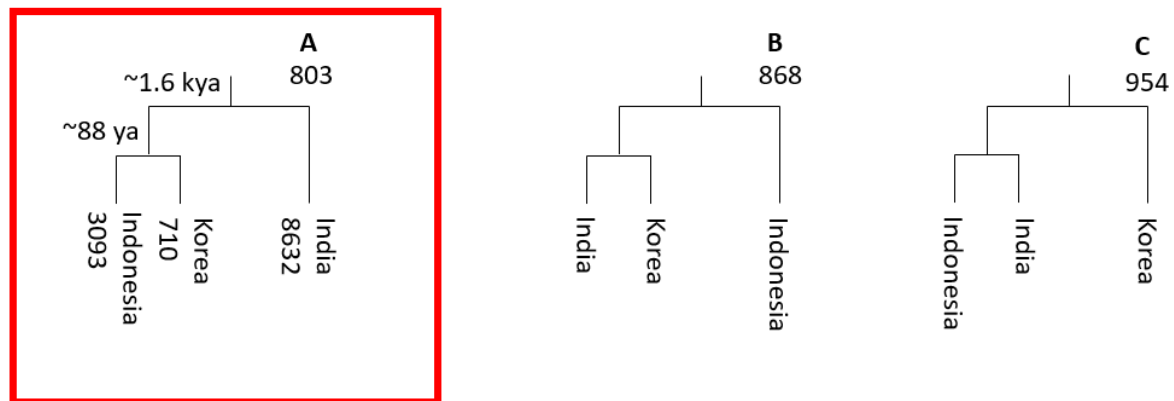 A
803
~1.6 kya
~88 ya
Indonesia
3093
Korea
710
India
8632
B
868
India
Korea
Indonesia
C
954
Indonesia
India
Korea